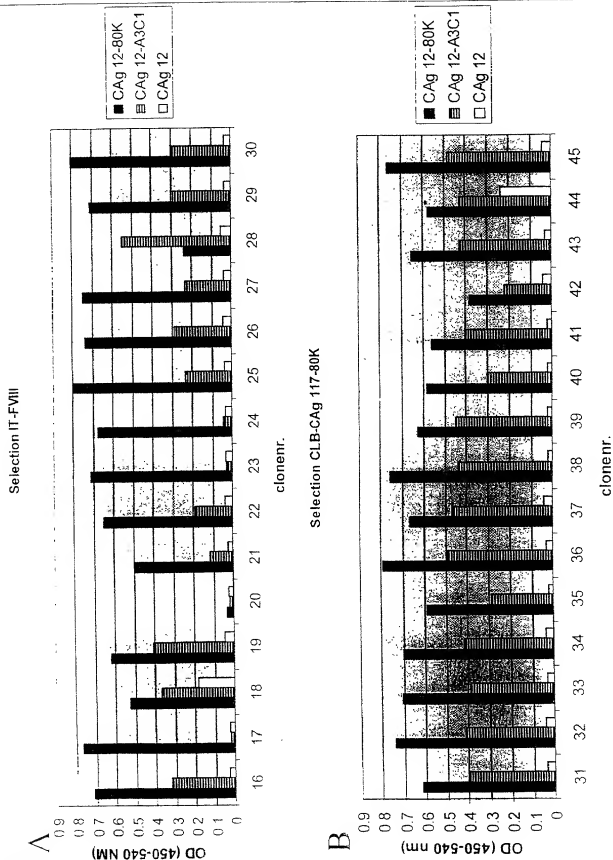 A
Selection IT-FVIII
OD (450-540 NM)
0.9
0.8
0.7
0.6
0.5
0.4
0.3
0.2
0.1
0
16 17 18 19 20 21 22 23 24 25 26 27 28 29 30
clonenr.
CAg 12-80K
CAg 12-A3C1
CAg 12
B
Selection CLB-CAg 117-80K
OD (450-540 nm)
0.9
0.8
0.7
0.6
0.5
0.4
0.3
0.2
0.1
0
31 32 33 34 35 36 37 38 39 40 41 42 43 44 45
clonenr.
CAg 12-80K
CAg 12-A3C1
CAg 12